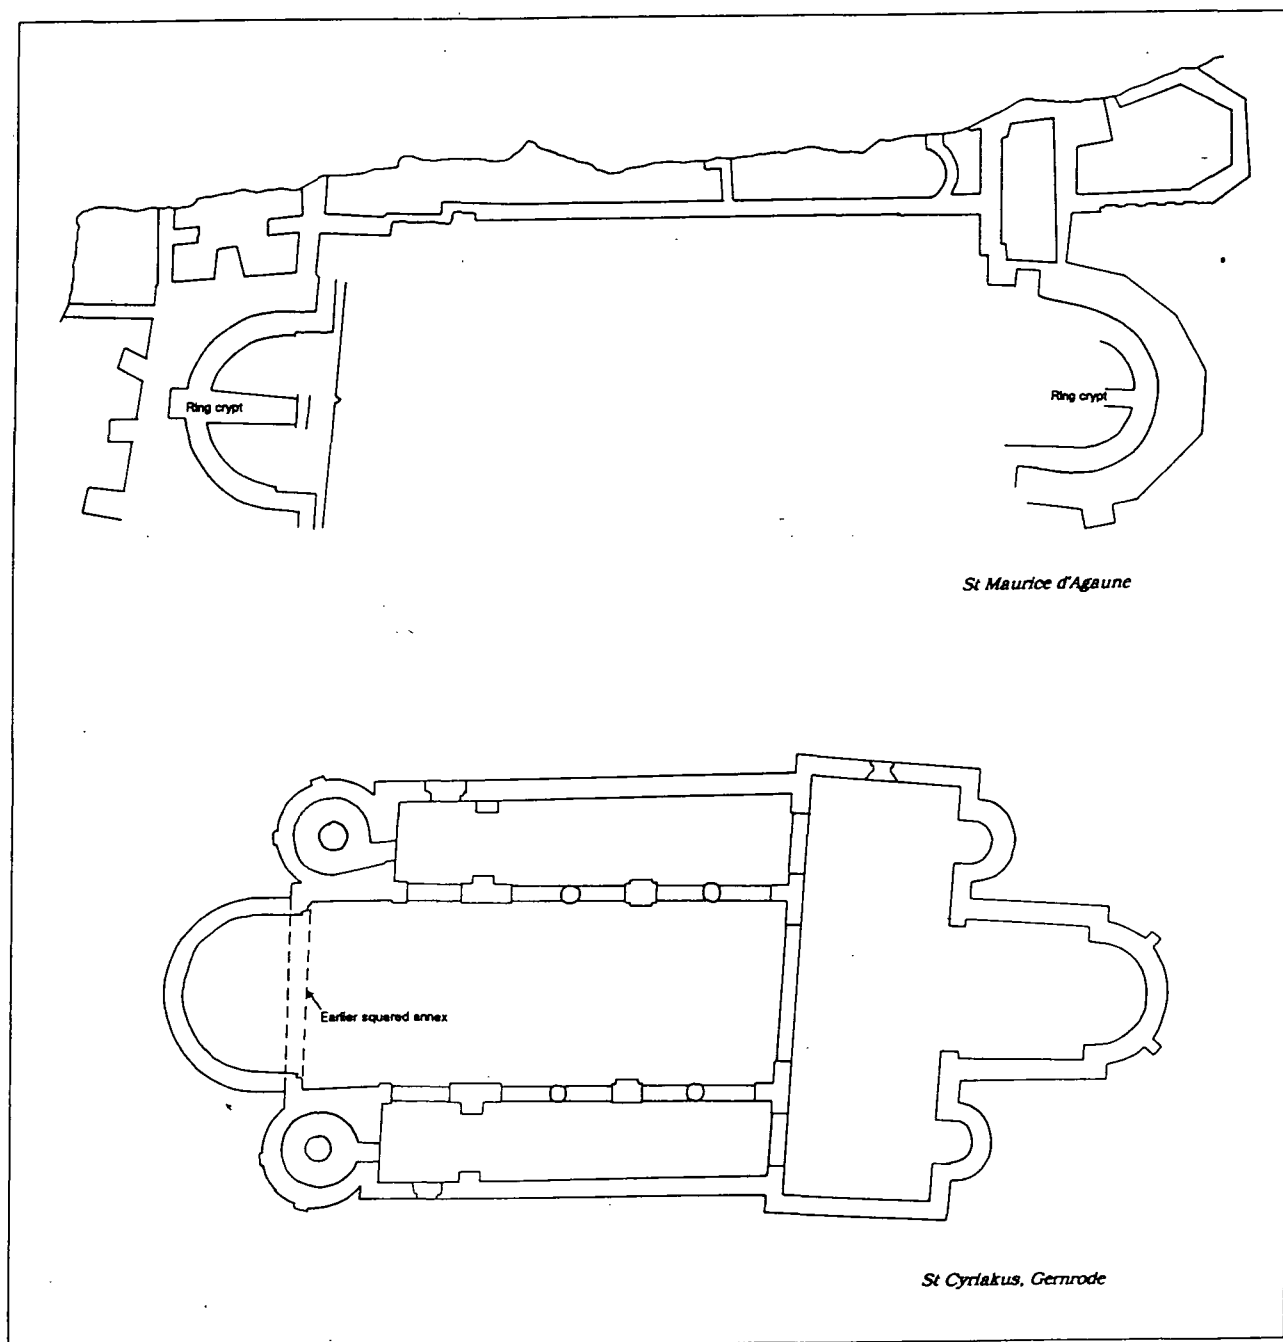 Ring crypt
Ring crypt
St Maurice d'Agaune
Earlier squared annex
St Cyriakus, Gernrode